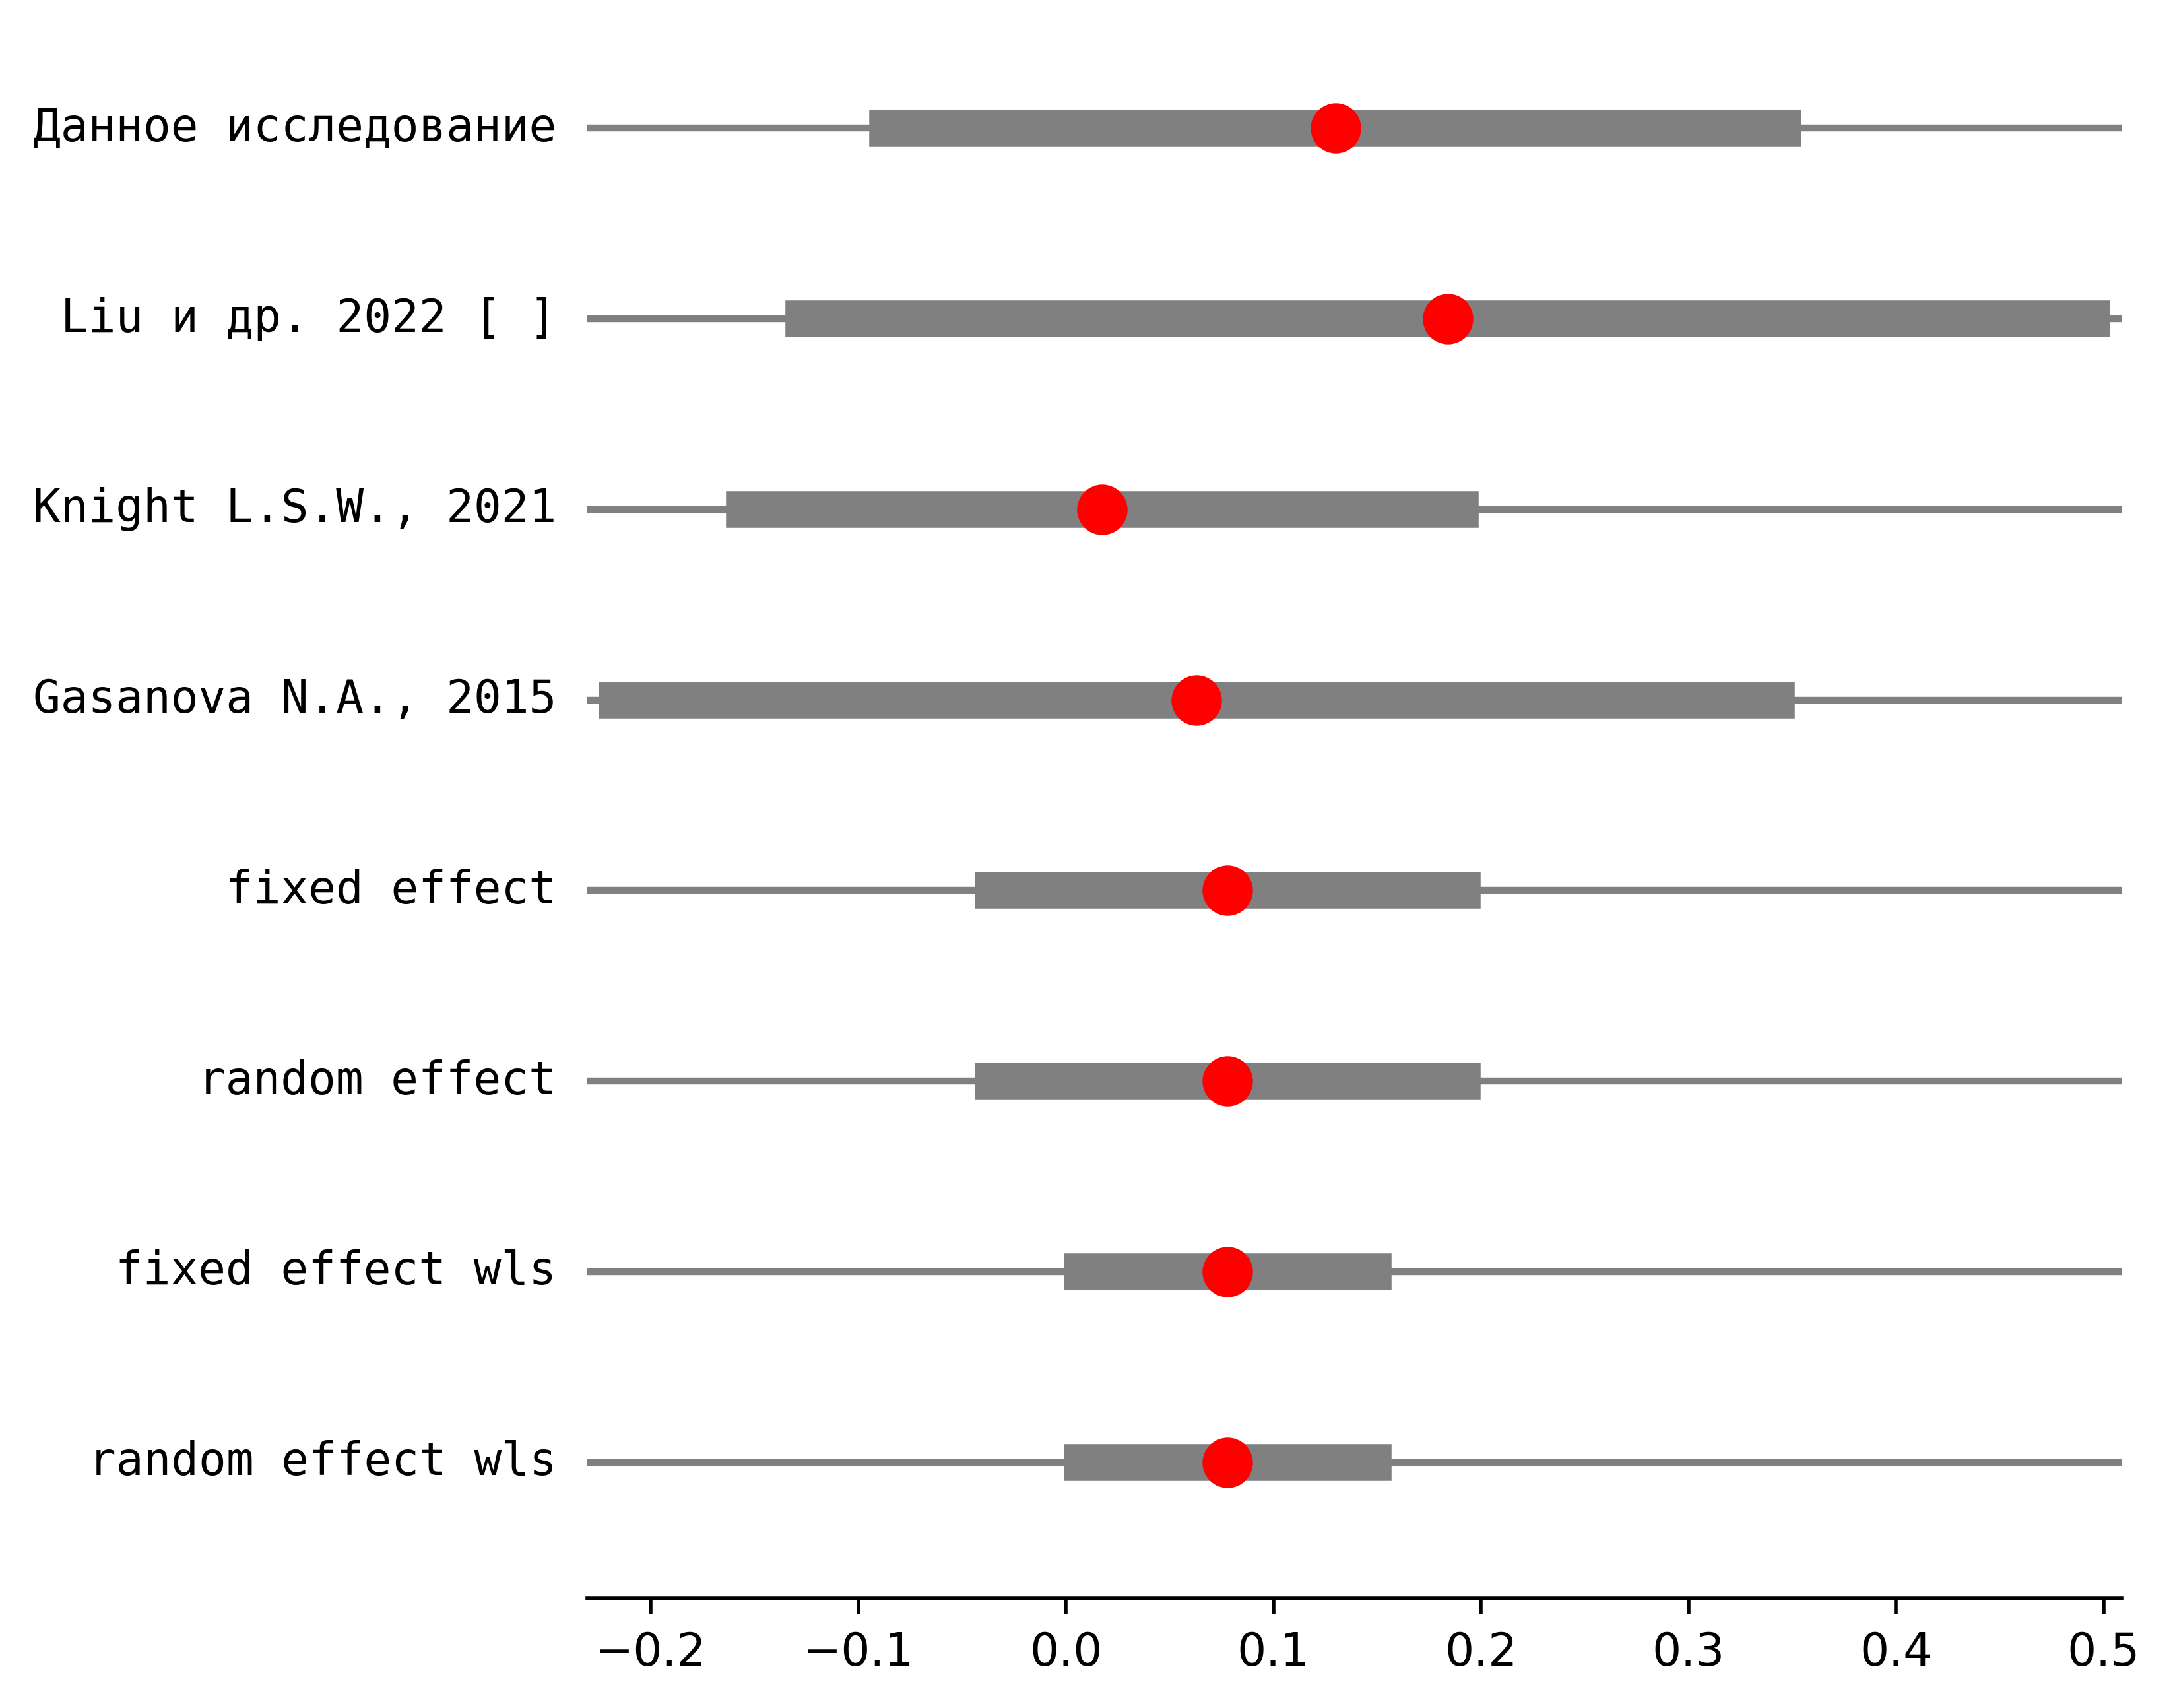 Данное исследование
Liu и др. 2022 [ ]
Knight L.S.W., 2021
Gasanova N.A., 2015
fixed effect
random effect
fixed effect wls
random effect wls
−0.2 −0.1 0.0 0.1 0.2 0.3 0.4 0.5